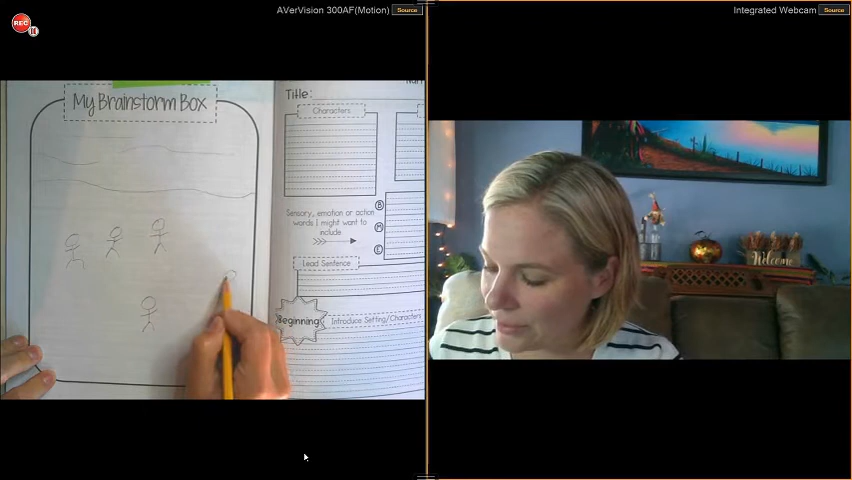 AVerVision 300AF(Motion)
Source
Integrated Webcam
Source
REC
My Brainstorm Box
Title:
Characters
Sensory, emotion or action
words I might want to
include
B
M
E
Lead Sentence
Beginning
Introduce Setting/Characters
Welcome